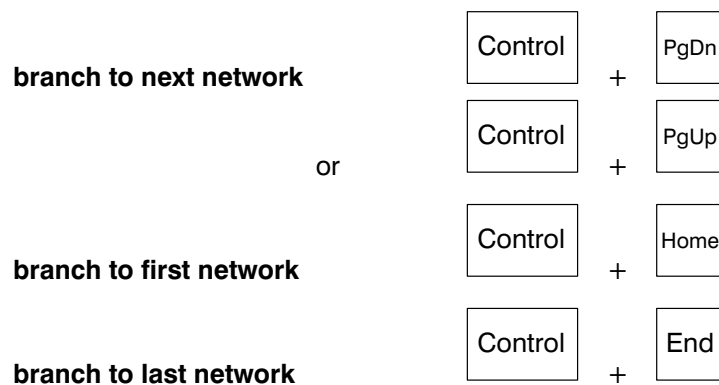 branch to next network Control + PgDn
or Control + PgUp
branch to first network Control + Home
branch to last network Control + End